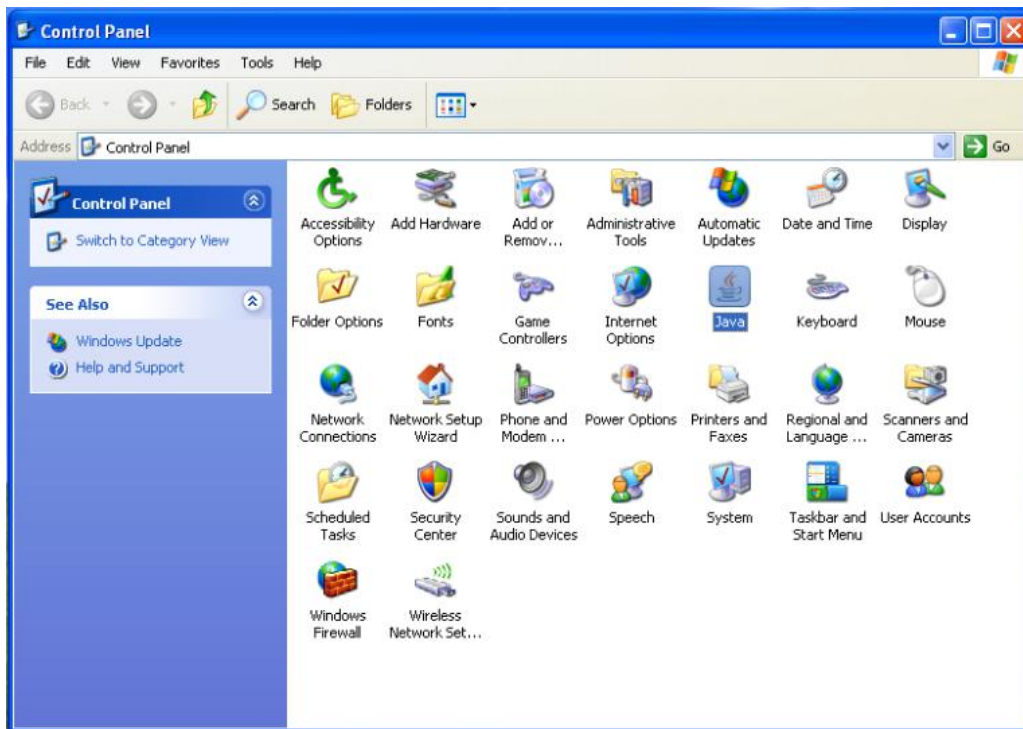 Control Panel
File Edit View Favorites Tools Help
Back Search Folders
Address Control Panel Go
Control Panel
Switch to Category View
See Also
Windows Update
Help and Support
Accessibility Options
Add Hardware
Add or Remov...
Administrative Tools
Automatic Updates
Date and Time
Display
Folder Options
Fonts
Game Controllers
Internet Options
Java
Keyboard
Mouse
Network Connections
Network Setup Wizard
Phone and Modem ...
Power Options
Printers and Faxes
Regional and Language ...
Scanners and Cameras
Scheduled Tasks
Security Center
Sounds and Audio Devices
Speech
System
Taskbar and Start Menu
User Accounts
Windows Firewall
Wireless Network Set...